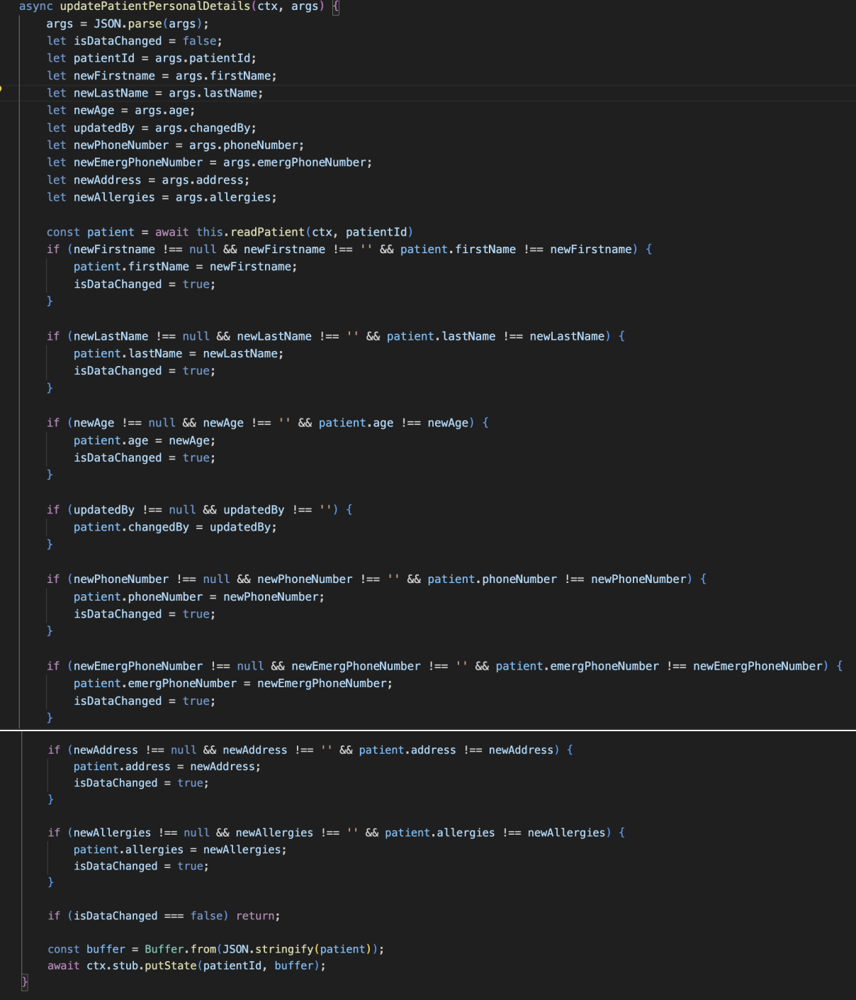 async updatePatientPersonalDetails(ctx, args) {
    args = JSON.parse(args);
    let isDataChanged = false;
    let patientId = args.patientId;
    let newFirstname = args.firstName;
    let newLastName = args.lastName;
    let newAge = args.age;
    let updatedBy = args.changedBy;
    let newPhoneNumber = args.phoneNumber;
    let newEmergPhoneNumber = args.emergPhoneNumber;
    let newAddress = args.address;
    let newAllergies = args.allergies;

    const patient = await this.readPatient(ctx, patientId)
    if (newFirstname !== null && newFirstname !== '' && patient.firstName !== newFirstname) {
        patient.firstName = newFirstname;
        isDataChanged = true;
    }

    if (newLastName !== null && newLastName !== '' && patient.lastName !== newLastName) {
        patient.lastName = newLastName;
        isDataChanged = true;
    }

    if (newAge !== null && newAge !== '' && patient.age !== newAge) {
        patient.age = newAge;
        isDataChanged = true;
    }

    if (updatedBy !== null && updatedBy !== '') {
        patient.changedBy = updatedBy;
    }

    if (newPhoneNumber !== null && newPhoneNumber !== '' && patient.phoneNumber !== newPhoneNumber) {
        patient.phoneNumber = newPhoneNumber;
        isDataChanged = true;
    }

    if (newEmergPhoneNumber !== null && newEmergPhoneNumber !== '' && patient.emergPhoneNumber !== newEmergPhoneNumber) {
        patient.emergPhoneNumber = newEmergPhoneNumber;
        isDataChanged = true;
    }

    if (newAddress !== null && newAddress !== '' && patient.address !== newAddress) {
        patient.address = newAddress;
        isDataChanged = true;
    }

    if (newAllergies !== null && newAllergies !== '' && patient.allergies !== newAllergies) {
        patient.allergies = newAllergies;
        isDataChanged = true;
    }

    if (isDataChanged === false) return;

    const buffer = Buffer.from(JSON.stringify(patient));
    await ctx.stub.putState(patientId, buffer);
}